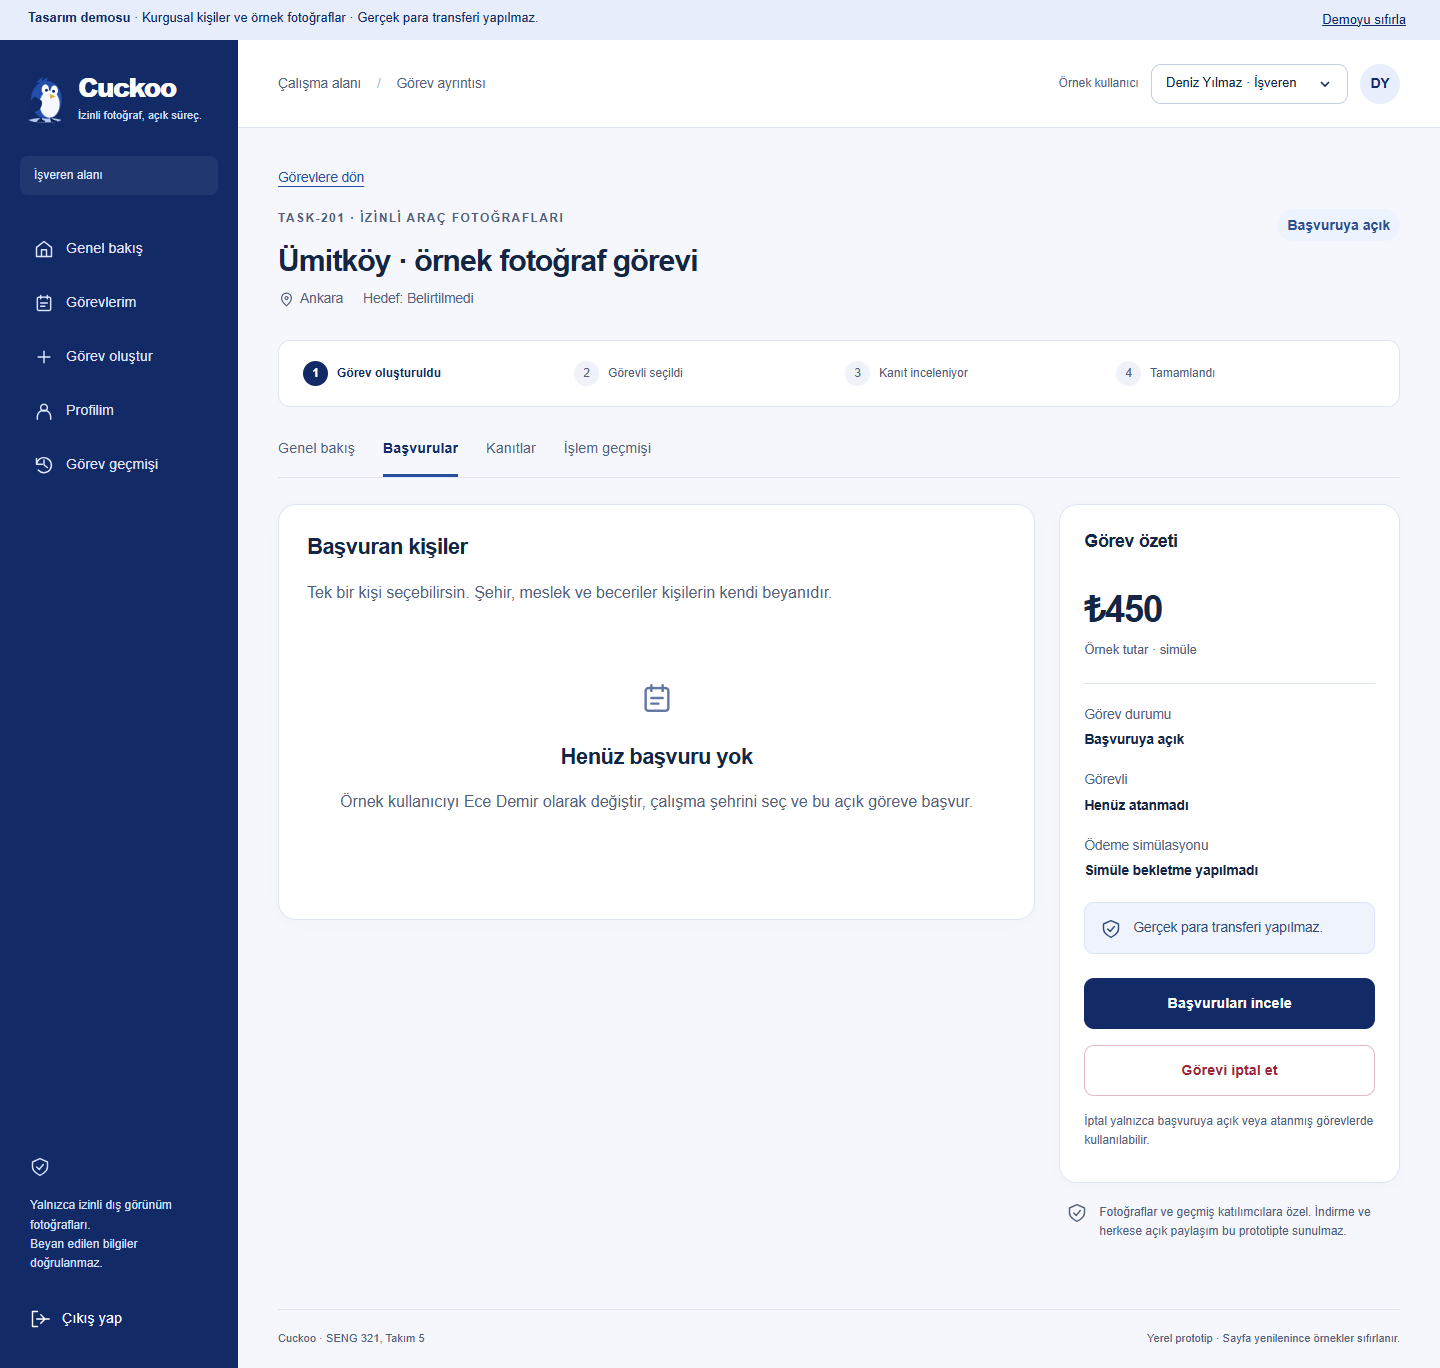 Tasarım demosu · Kurgusal kişiler ve örnek fotoğraflar · Gerçek para transferi yapılmaz.
Demoyu sıfırla
Cuckoo
İzinli fotoğraf, açık süreç.
İşveren alanı
Genel bakış
Görevlerim
Görev oluştur
Profilim
Görev geçmişi
Yalnızca izinli dış görünüm
fotoğrafları.
Beyan edilen bilgiler
doğrulanmaz.
Çıkış yap
Çalışma alanı / Görev ayrıntısı
Örnek kullanıcı
Deniz Yılmaz · İşveren
DY
Görevlere dön
TASK-201 · İZİNLİ ARAÇ FOTOĞRAFLARI
Başvuruya açık
Ümitköy · örnek fotoğraf görevi
Ankara Hedef: Belirtilmedi
1 Görev oluşturuldu
2 Görevli seçildi
3 Kanıt inceleniyor
4 Tamamlandı
Genel bakış Başvurular Kanıtlar İşlem geçmişi
Başvuran kişiler
Tek bir kişi seçebilirsin. Şehir, meslek ve beceriler kişilerin kendi beyanıdır.
Henüz başvuru yok
Örnek kullanıcıyı Ece Demir olarak değiştir, çalışma şehrini seç ve bu açık göreve başvur.
Görev özeti
₺450
Örnek tutar · simüle
Görev durumu
Başvuruya açık
Görevli
Henüz atanmadı
Ödeme simülasyonu
Simüle bekletme yapılmadı
Gerçek para transferi yapılmaz.
Başvuruları incele
Görevi iptal et
İptal yalnızca başvuruya açık veya atanmış görevlerde
kullanılabilir.
Fotoğraflar ve geçmiş katılımcılara özel. İndirme ve
herkese açık paylaşım bu prototipte sunulmaz.
Cuckoo · SENG 321, Takım 5
Yerel prototip · Sayfa yenilenince örnekler sıfırlanır.